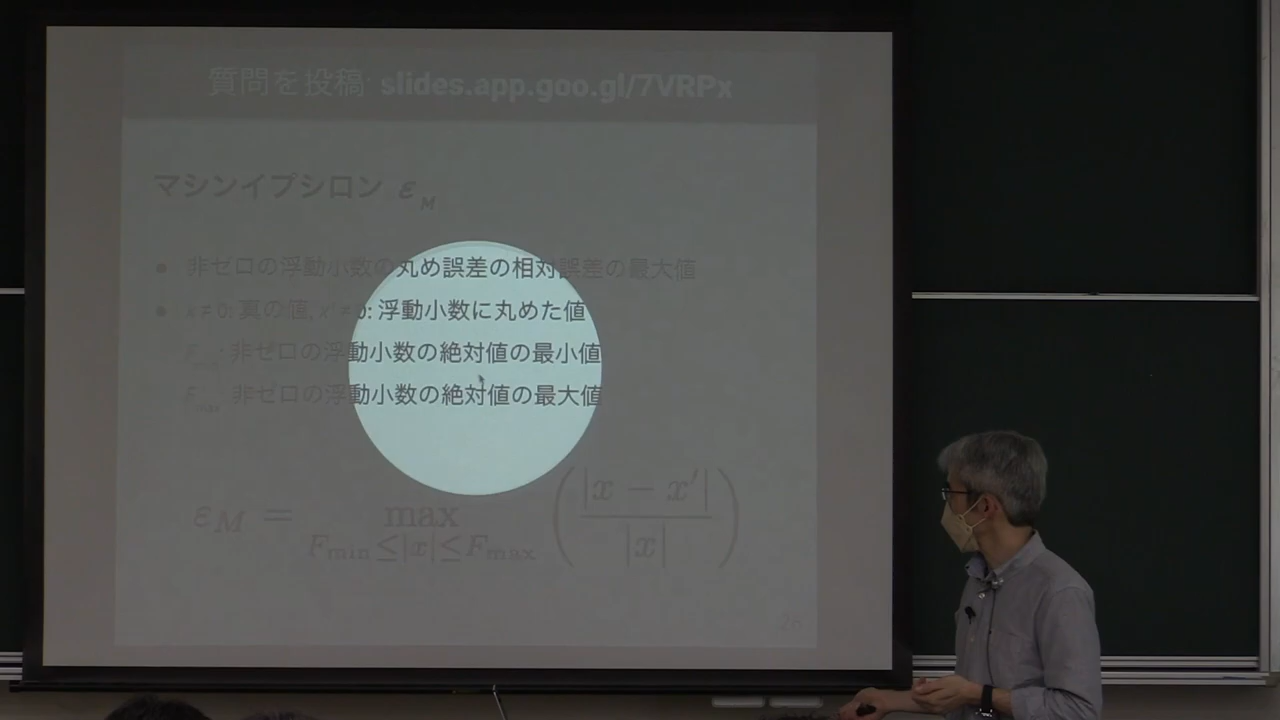 質問を投稿: slides.app.goo.gl/7VRPx
マシンイプシロン ε_M
● 非ゼロの浮動小数の丸め誤差の相対誤差の最大値
● x ≠ 0: 真の値, x' ≠ 0: 浮動小数に丸めた値
F_min: 非ゼロの浮動小数の絶対値の最小値
F_max: 非ゼロの浮動小数の絶対値の最大値
ε_M = max_{F_min ≤ |x| ≤ F_max} ( |x − x'| / |x| )
26